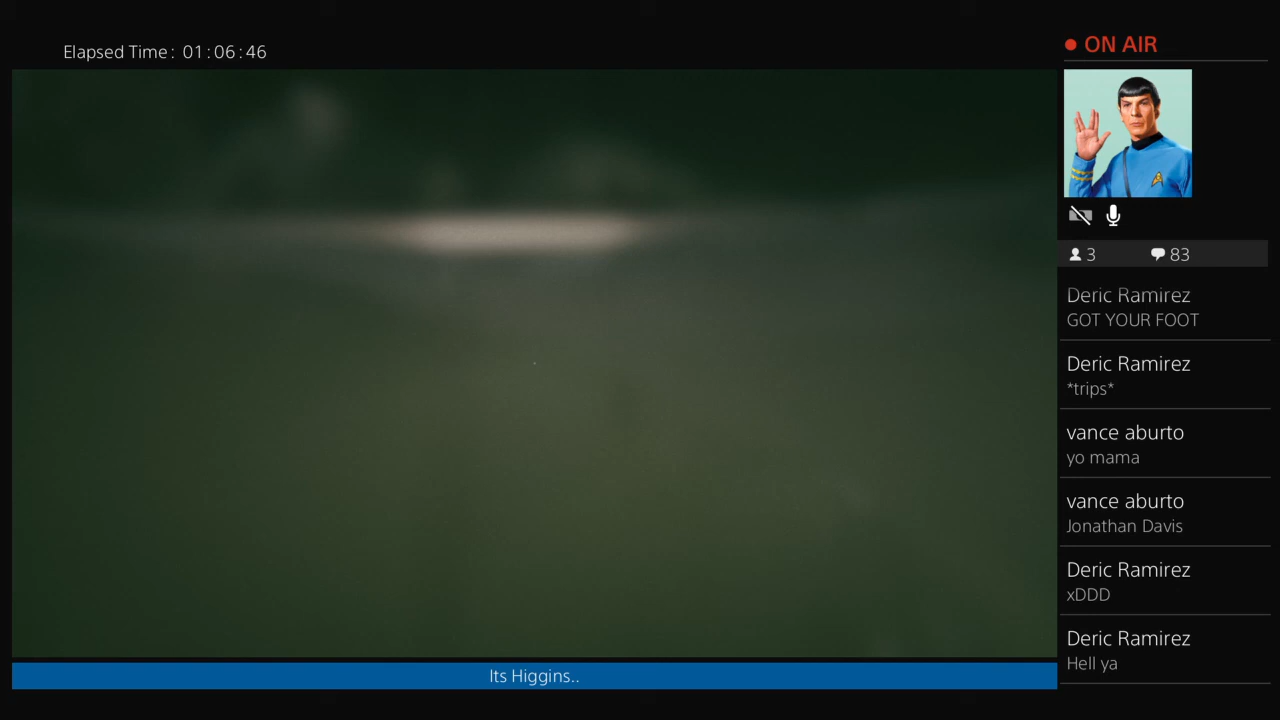 Elapsed Time: 01:06:46
ON AIR
3 83
Deric Ramirez
GOT YOUR FOOT
Deric Ramirez
*trips*
vance aburto
yo mama
vance aburto
Jonathan Davis
Deric Ramirez
xDDD
Deric Ramirez
Hell ya
Its Higgins..